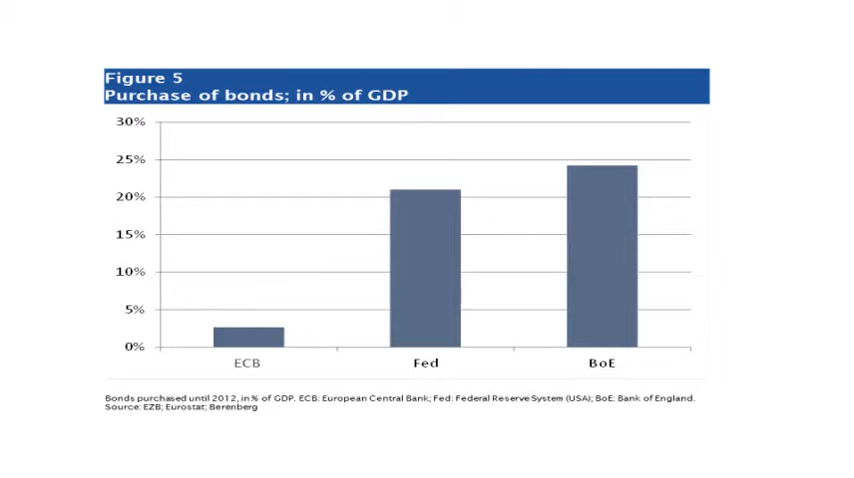 Figure 5
Purchase of bonds; in % of GDP
30%
25%
20%
15%
10%
5%
0%
ECB Fed BoE
Bonds purchased until 2012, in % of GDP. ECB: European Central Bank; Fed: Federal Reserve System (USA); BoE: Bank of England.
Source: EZB; Eurostat; Berenberg